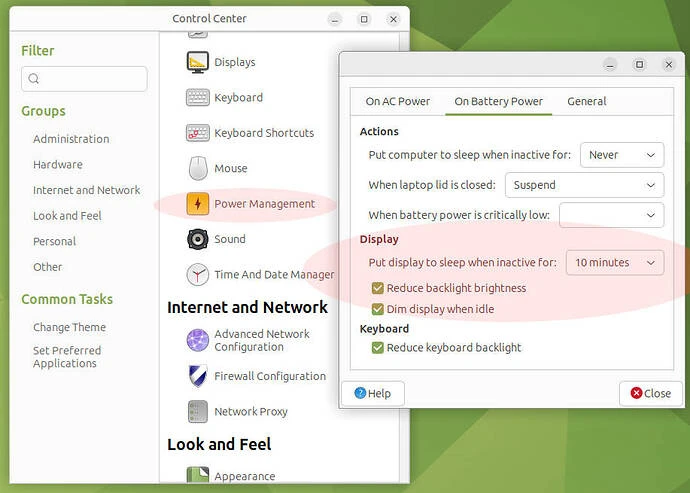 Control Center
Filter
Groups
Administration
Hardware
Internet and Network
Look and Feel
Personal
Other
Common Tasks
Change Theme
Set Preferred
Applications
Displays
Keyboard
Keyboard Shortcuts
Mouse
Power Management
Sound
Time And Date Manager
Internet and Network
Advanced Network
Configuration
Firewall Configuration
Network Proxy
Look and Feel
Appearance
On AC Power On Battery Power General
Actions
Put computer to sleep when inactive for: Never
When laptop lid is closed: Suspend
When battery power is critically low:
Display
Put display to sleep when inactive for: 10 minutes
Reduce backlight brightness
Dim display when idle
Keyboard
Reduce keyboard backlight
Help Close